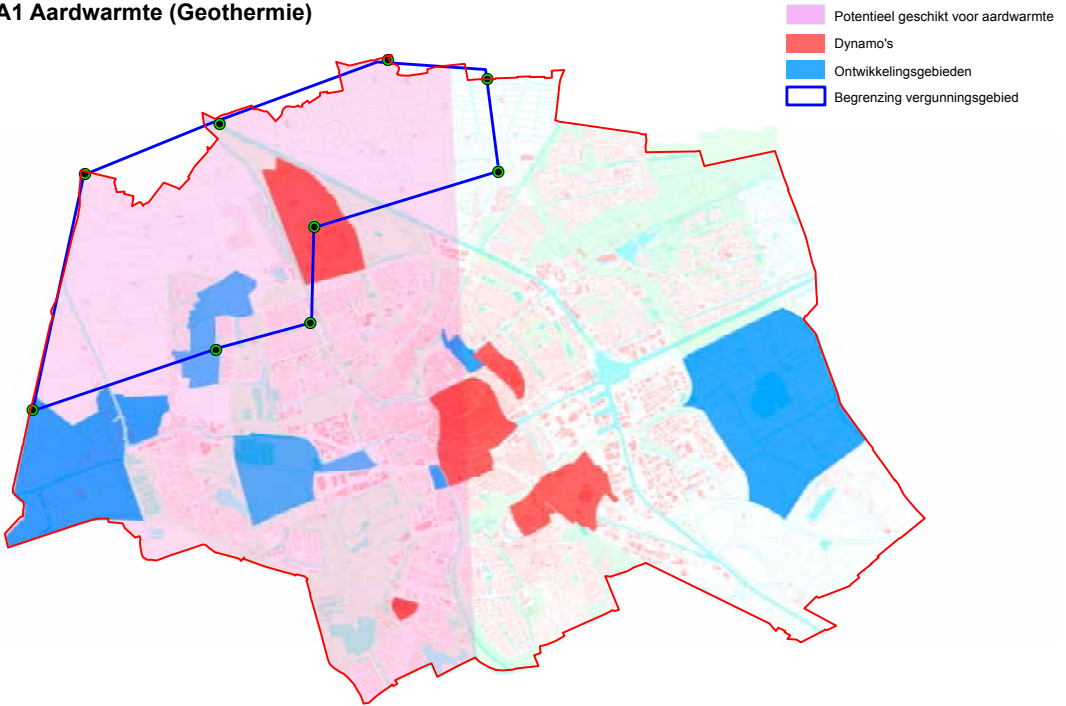 A1 Aardwarmte (Geothermie)
Potentieel geschikt voor aardwarmte
Dynamo's
Ontwikkelingsgebieden
Begrenzing vergunningsgebied